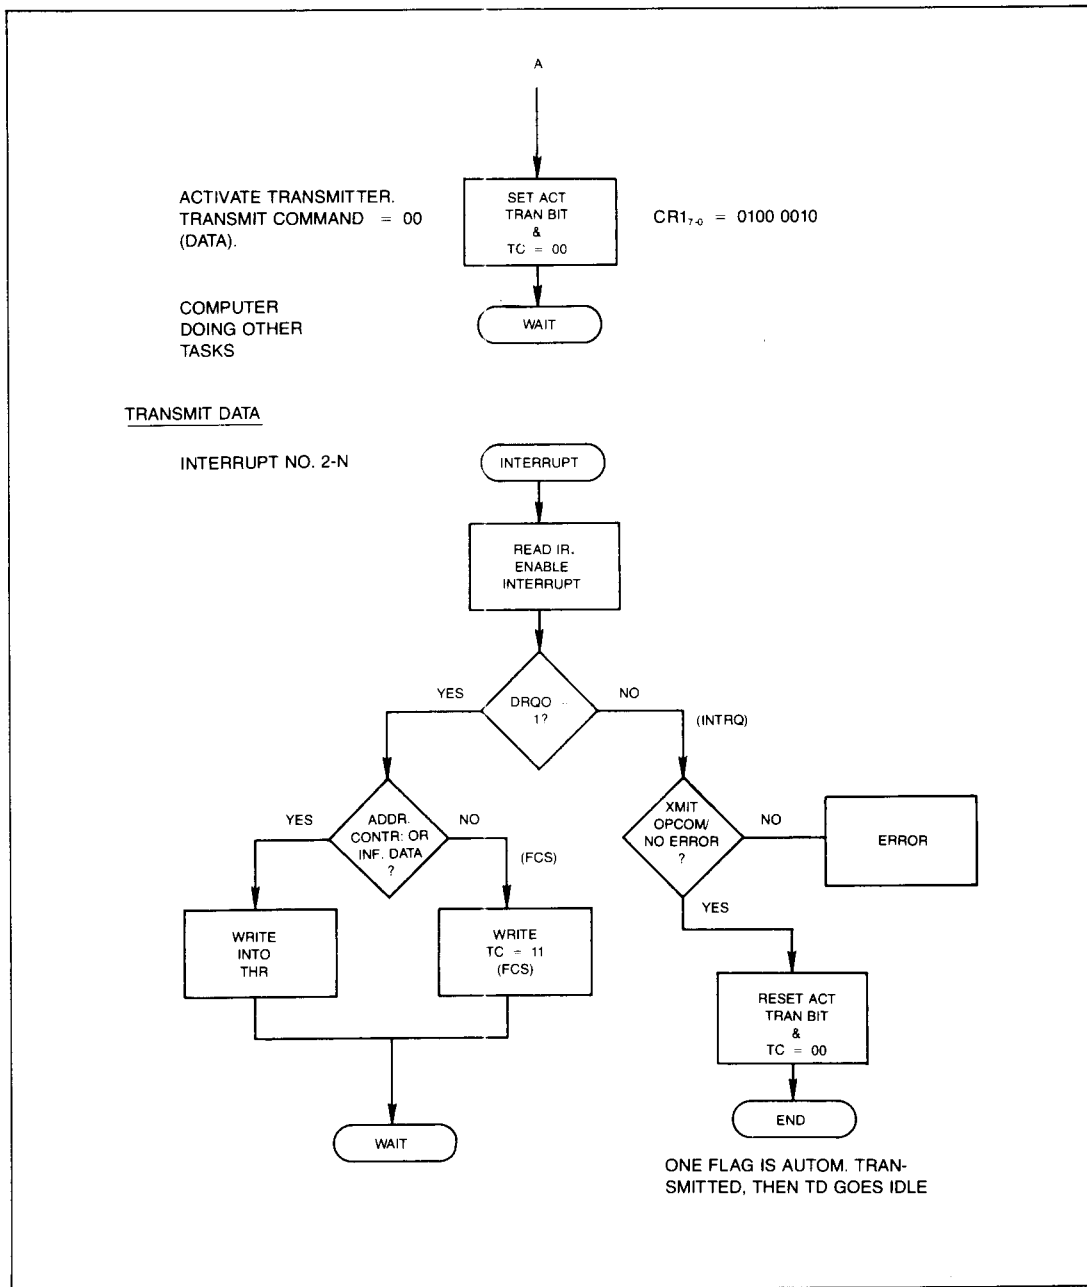 A
ACTIVATE TRANSMITTER.
TRANSMIT COMMAND = 00
(DATA).
SET ACT
TRAN BIT
&
TC = 00
CR1₇₋₀ = 0100 0010
COMPUTER
DOING OTHER
TASKS
WAIT
TRANSMIT DATA
INTERRUPT NO. 2-N
INTERRUPT
READ IR.
ENABLE
INTERRUPT
YES
DRQO =
1?
NO
(INTRQ)
YES
ADDR.
CONTR: OR
INF. DATA
?
NO
(FCS)
XMIT
OPCOM/
NO ERROR
?
NO
ERROR
YES
WRITE
INTO
THR
WRITE
TC = 11
(FCS)
RESET ACT
TRAN BIT
&
TC = 00
WAIT
END
ONE FLAG IS AUTOM. TRAN-
SMITTED, THEN TD GOES IDLE